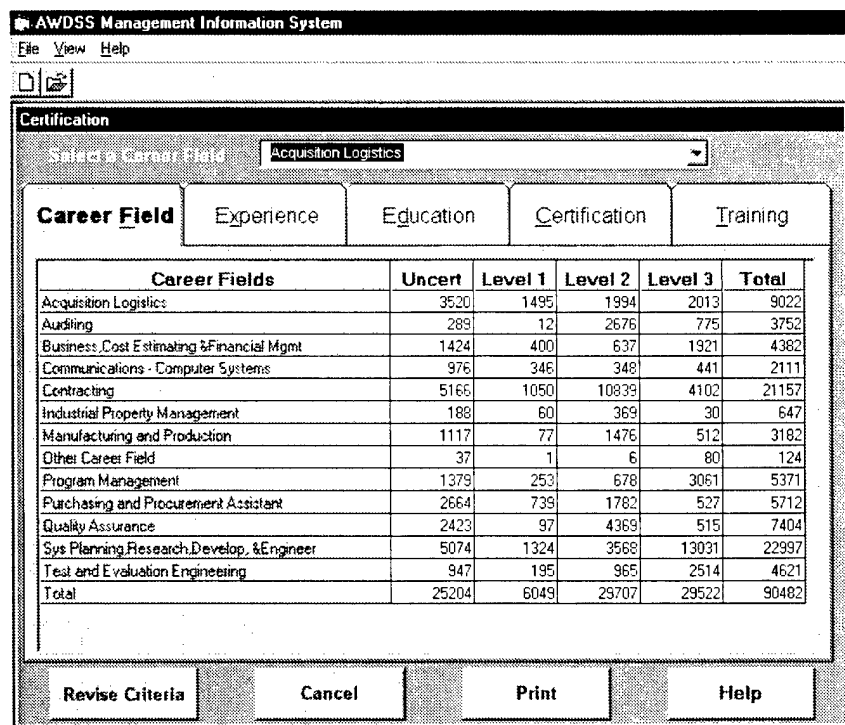 AWDSS Management Information System
File View Help
Certification
Select a Career Field Acquisition Logistics
Career Field Experience Education Certification Training
Career Fields Uncert Level 1 Level 2 Level 3 Total
Acquisition Logistics 3520 1495 1994 2013 9022
Auditing 289 12 2676 775 3752
Business,Cost Estimating &Financial Mgmt 1424 400 637 1921 4382
Communications - Computer Systems 976 346 348 441 2111
Contracting 5166 1050 10839 4102 21157
Industrial Property Management 188 60 369 30 647
Manufacturing and Production 1117 77 1476 512 3182
Other Career Field 37 1 6 80 124
Program Management 1379 253 678 3061 5371
Purchasing and Procurement Assistant 2664 739 1782 527 5712
Quality Assurance 2423 97 4369 515 7404
Sys Planning,Research,Develop, &Engineer 5074 1324 3568 13031 22997
Test and Evaluation Engineering 947 195 965 2514 4621
Total 25204 6049 29707 29522 90482
Revise Criteria Cancel Print Help